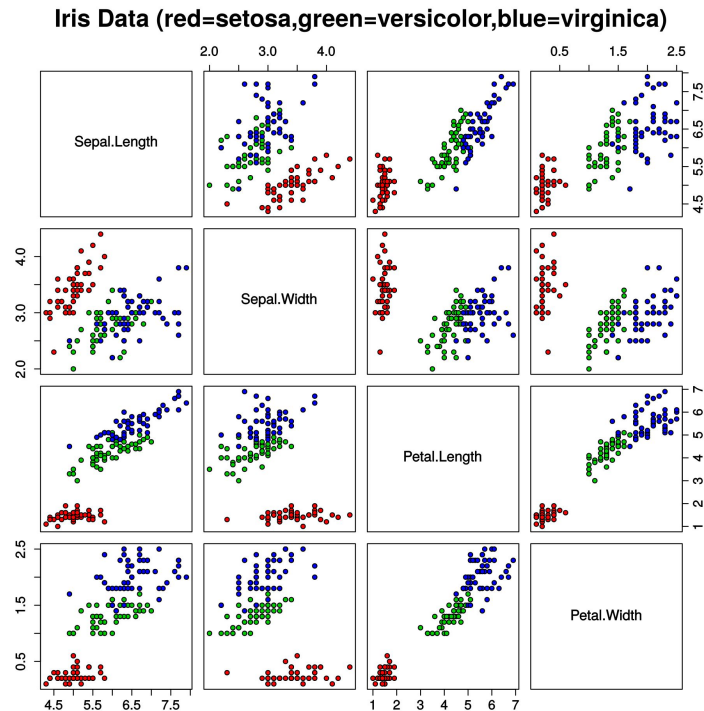 Iris Data (red=setosa,green=versicolor,blue=virginica)
2.0 3.0 4.0
0.5 1.5 2.5
Sepal.Length
4.5 5.5 6.5 7.5
2.0 3.0 4.0
Sepal.Width
Petal.Length
1 2 3 4 5 6 7
0.5 1.5 2.5
Petal.Width
4.5 5.5 6.5 7.5
1 2 3 4 5 6 7